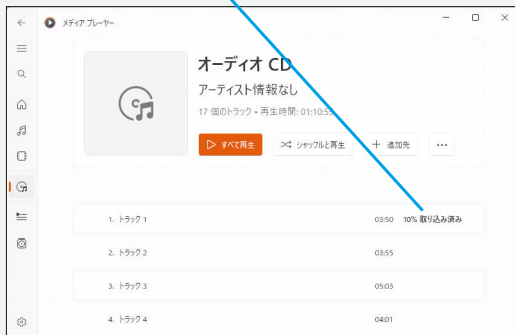 メディア プレーヤー
オーディオ CD
アーティスト情報なし
17 個のトラック • 再生時間: 01:10:55
すべて再生
シャッフルと再生
追加先
1. トラック 1 03:50 10% 取り込み済み
2. トラック 2 03:55
3. トラック 3 05:03
4. トラック 4 04:01